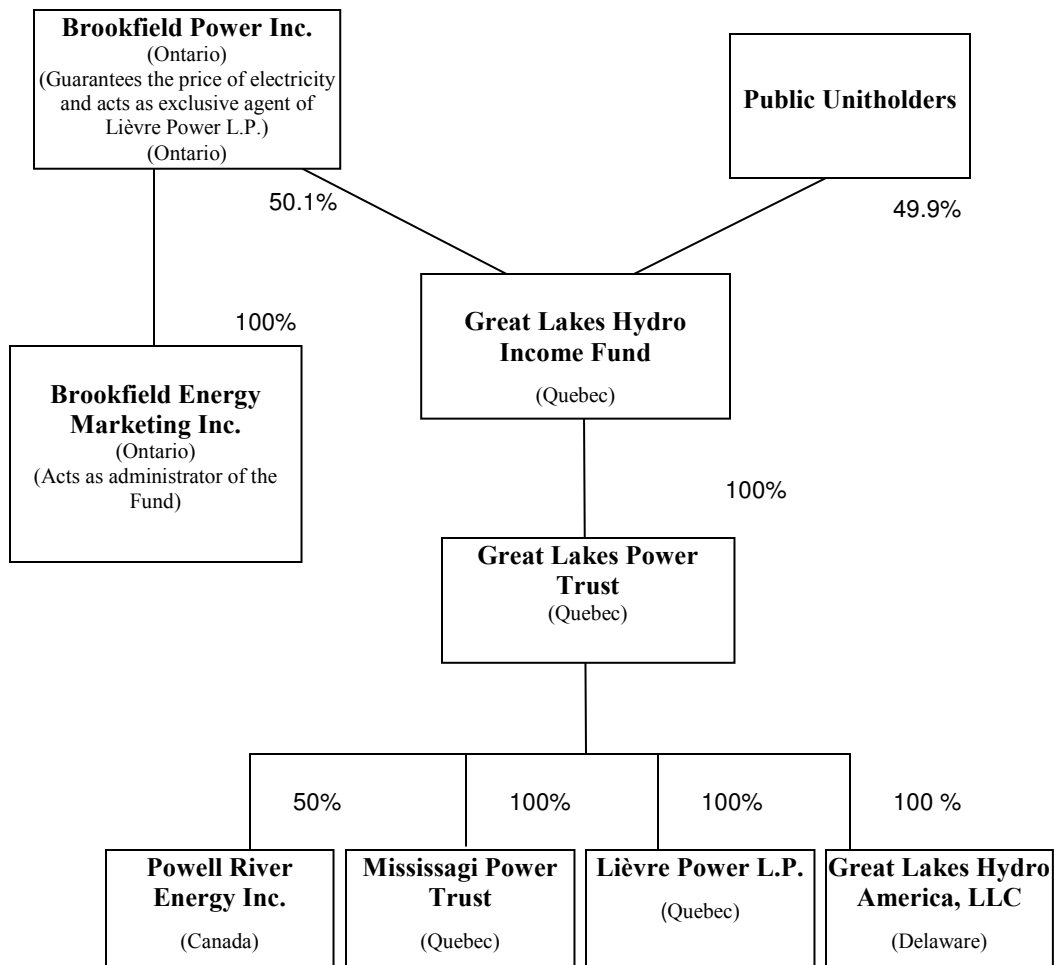 Brookfield Power Inc.
(Ontario)
(Guarantees the price of electricity
and acts as exclusive agent of
Lièvre Power L.P.)
(Ontario)
Public Unitholders
50.1%
49.9%
100%
Great Lakes Hydro
Income Fund
(Quebec)
Brookfield Energy
Marketing Inc.
(Ontario)
(Acts as administrator of the
Fund)
100%
Great Lakes Power
Trust
(Quebec)
50%
100%
100%
100 %
Powell River
Energy Inc.
(Canada)
Mississagi Power
Trust
(Quebec)
Lièvre Power L.P.
(Quebec)
Great Lakes Hydro
America, LLC
(Delaware)